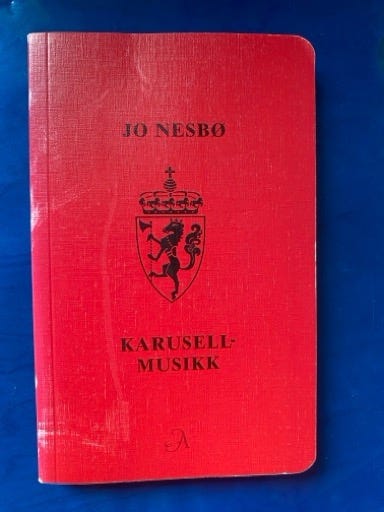 JO NESBØ
KARUSELL-
MUSIKK
A